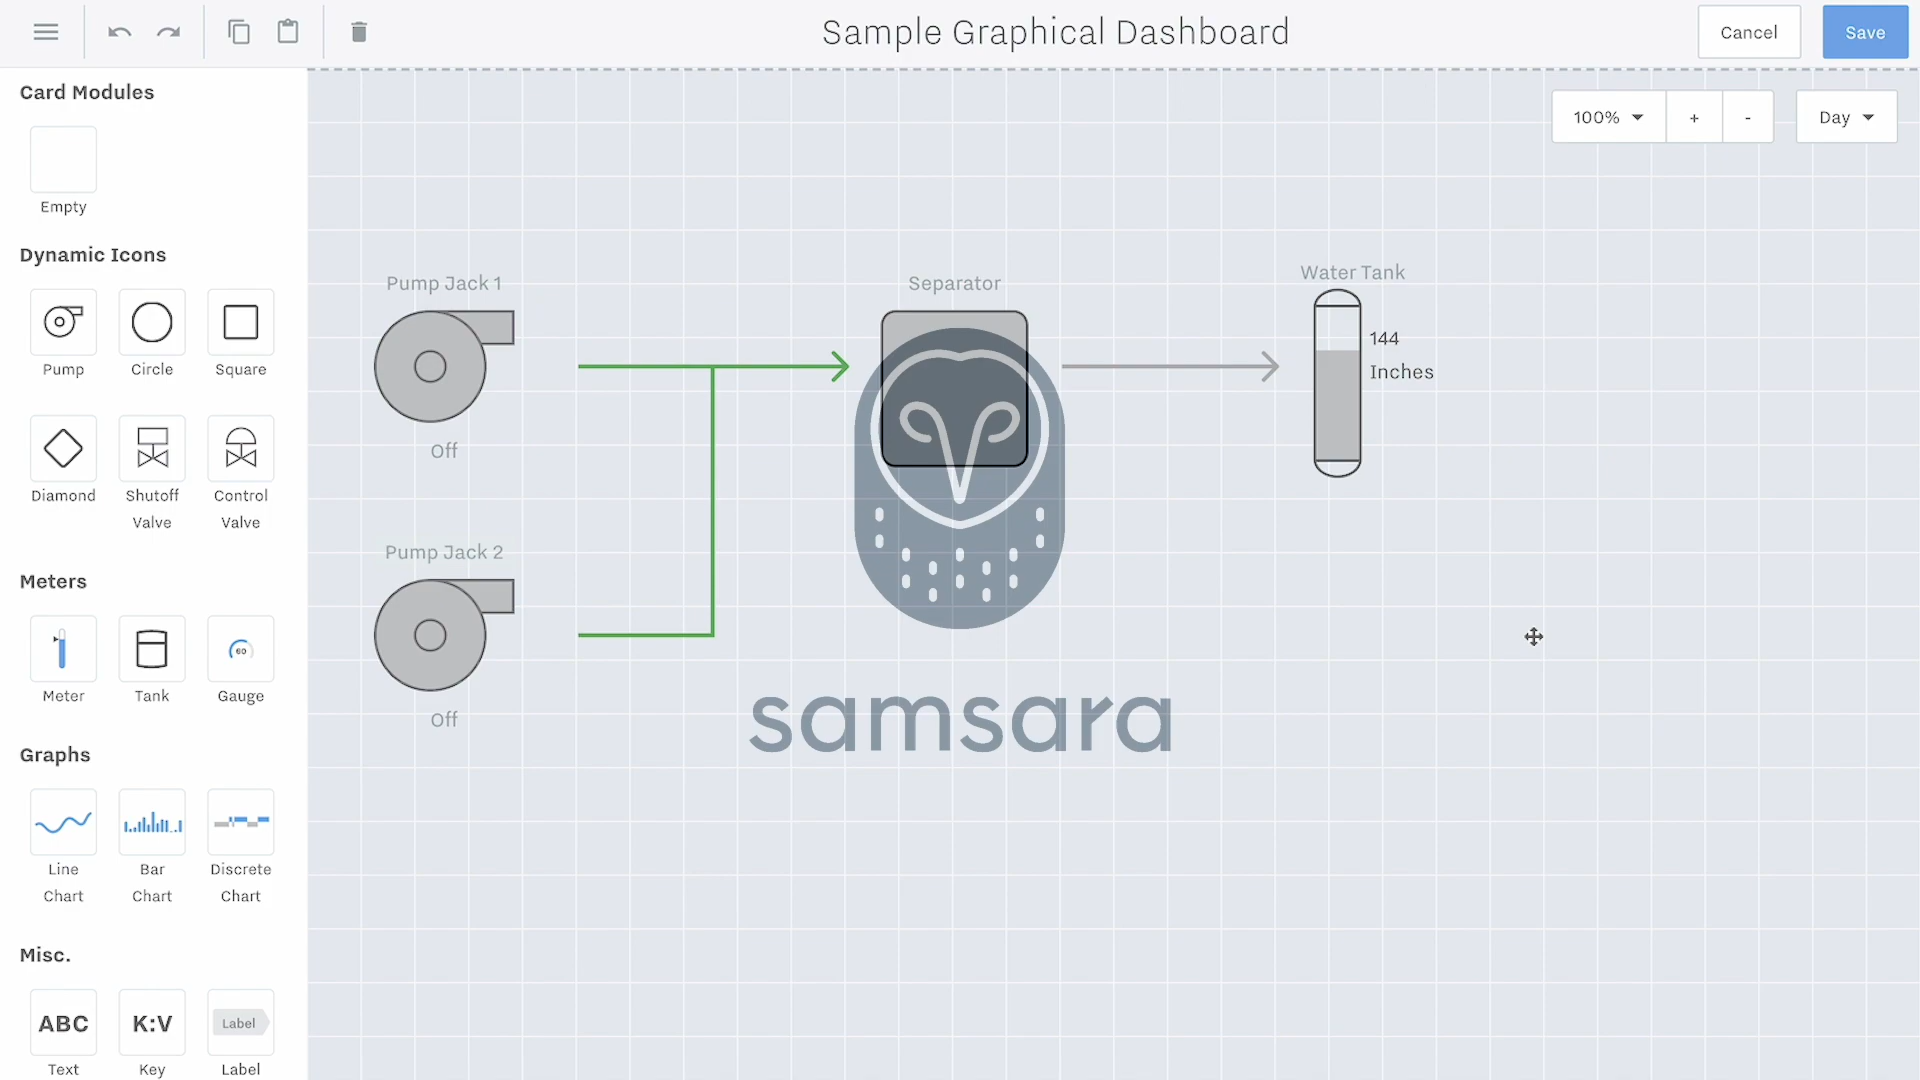 Sample Graphical Dashboard
Cancel
Save
Card Modules
Empty
Dynamic Icons
Pump
Circle
Square
Diamond
Shutoff
Valve
Control
Valve
Meters
60
Meter
Tank
Gauge
Graphs
Line
Chart
Bar
Chart
Discrete
Chart
Misc.
ABC
K:V
Label
Text
Key
Label
100%
+
-
Day
Pump Jack 1
Off
Pump Jack 2
Off
Separator
Water Tank
144
Inches
samsara